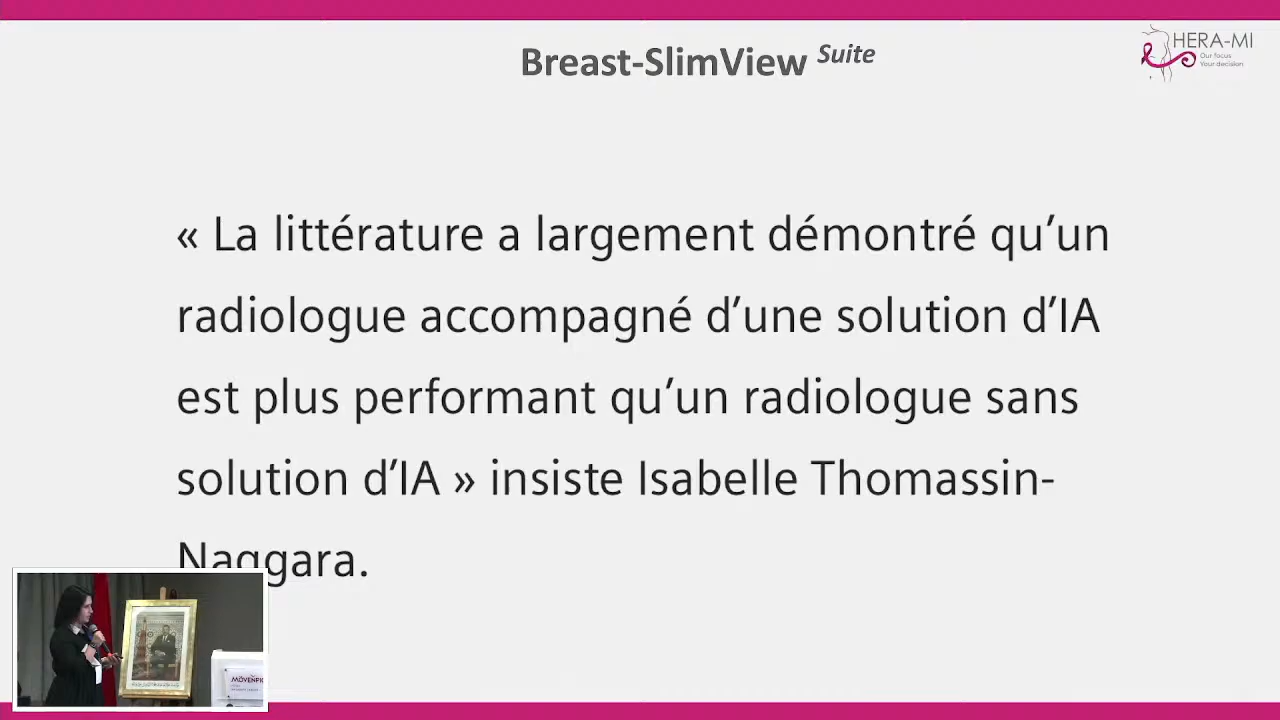 Breast-SlimView Suite
HERA-MI
Our focus
Your decision
« La littérature a largement démontré qu’un
radiologue accompagné d’une solution d’IA
est plus performant qu’un radiologue sans
solution d’IA » insiste Isabelle Thomassin-
Naggara.
MÖVENPI